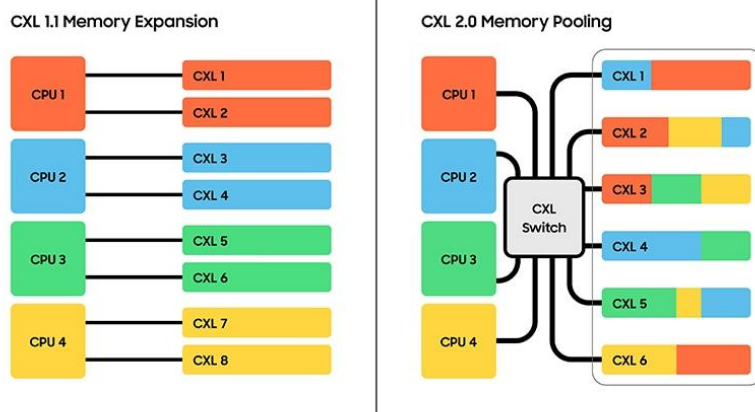 CXL 1.1 Memory Expansion
CPU 1
CXL 1
CXL 2
CPU 2
CXL 3
CXL 4
CPU 3
CXL 5
CXL 6
CPU 4
CXL 7
CXL 8
CXL 2.0 Memory Pooling
CPU 1
CPU 2
CPU 3
CPU 4
CXL
Switch
CXL 1
CXL 2
CXL 3
CXL 4
CXL 5
CXL 6